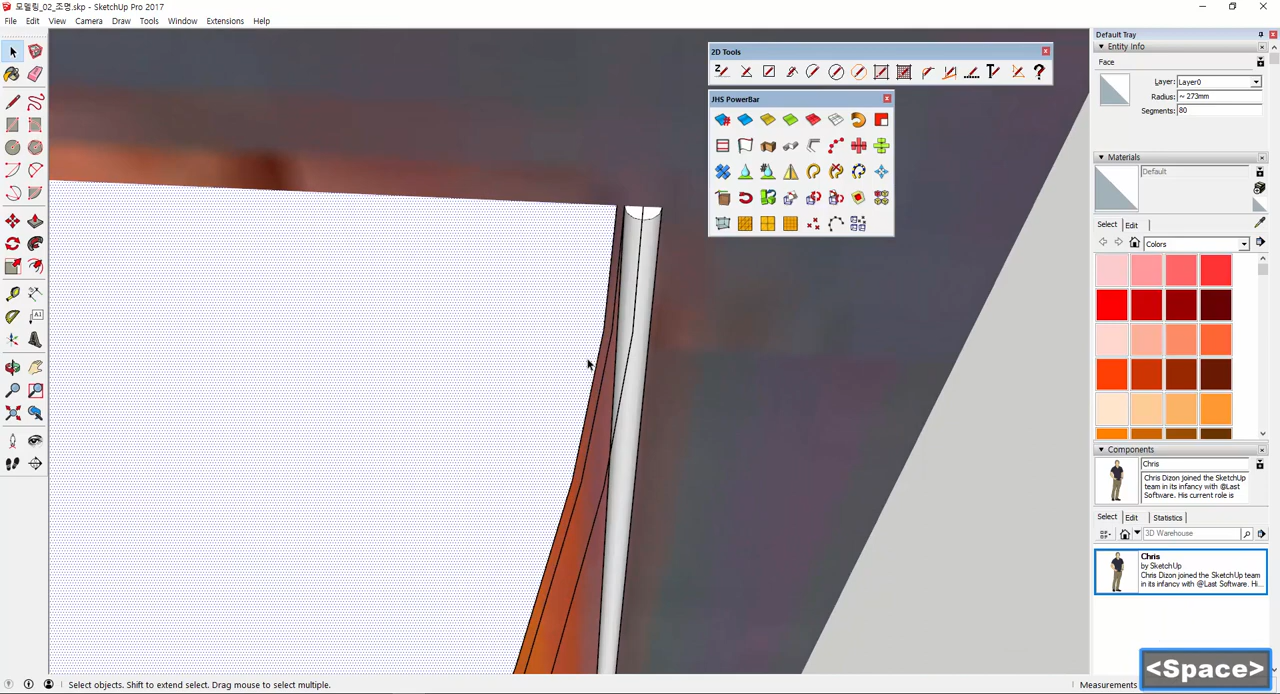 모델링_02_조명.skp - SketchUp Pro 2017
File Edit View Camera Draw Tools Window Extensions Help
2D Tools
JHS PowerBar
Default Tray
Entity Info
Face
Layer: Layer0
Radius: ~ 273mm
Segments: 80
Materials
Default
Select Edit
Colors
Components
Chris
Chris Dizon joined the SketchUp
team in its infancy with @Last
Software. His current role is
Select Edit Statistics
3D Warehouse
Chris
by SketchUp
Chris Dizon joined the SketchUp team
in its infancy with @Last Software. Hi...
<Space>
Select objects. Shift to extend select. Drag mouse to select multiple.
Measurements